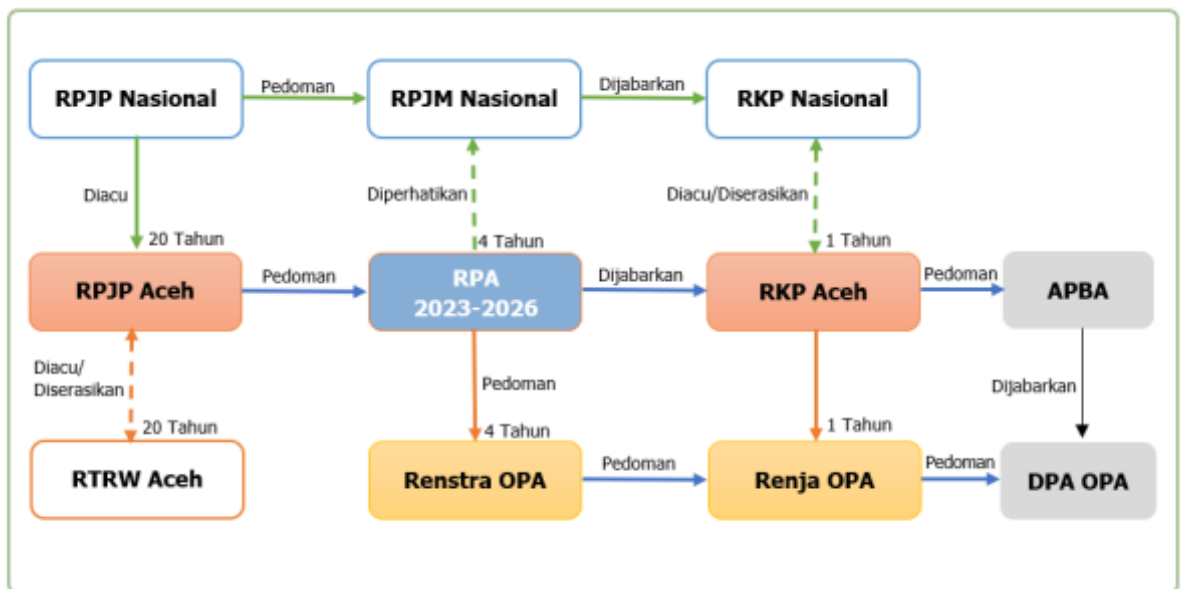 RPJP Nasional
Pedoman
RPJM Nasional
Dijabarkan
RKP Nasional
Diacu
Diperhatikan
Diacu/Diserasikan
20 Tahun
4 Tahun
1 Tahun
RPJP Aceh
Pedoman
RPA
2023-2026
Dijabarkan
RKP Aceh
Pedoman
APBA
Diacu/
Diserasikan
Pedoman
Dijabarkan
20 Tahun
4 Tahun
1 Tahun
RTRW Aceh
Renstra OPA
Pedoman
Renja OPA
Pedoman
DPA OPA